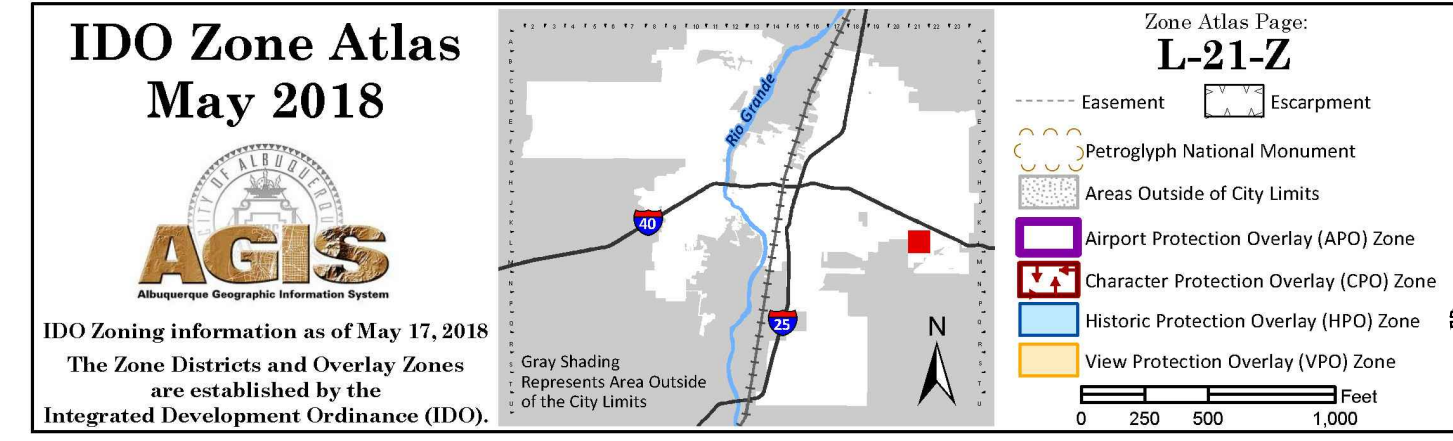 IDO Zone Atlas
May 2018
CITY OF ALBUQUERQUE
AGIS
Albuquerque Geographic Information System
IDO Zoning information as of May 17, 2018
The Zone Districts and Overlay Zones
are established by the
Integrated Development Ordinance (IDO).
Rio Grande
40
25
N
Gray Shading
Represents Area Outside
of the City Limits
Zone Atlas Page:
L-21-Z
Easement
Escarpment
Petroglyph National Monument
Areas Outside of City Limits
Airport Protection Overlay (APO) Zone
Character Protection Overlay (CPO) Zone
Historic Protection Overlay (HPO) Zone
View Protection Overlay (VPO) Zone
Feet
0 250 500 1,000